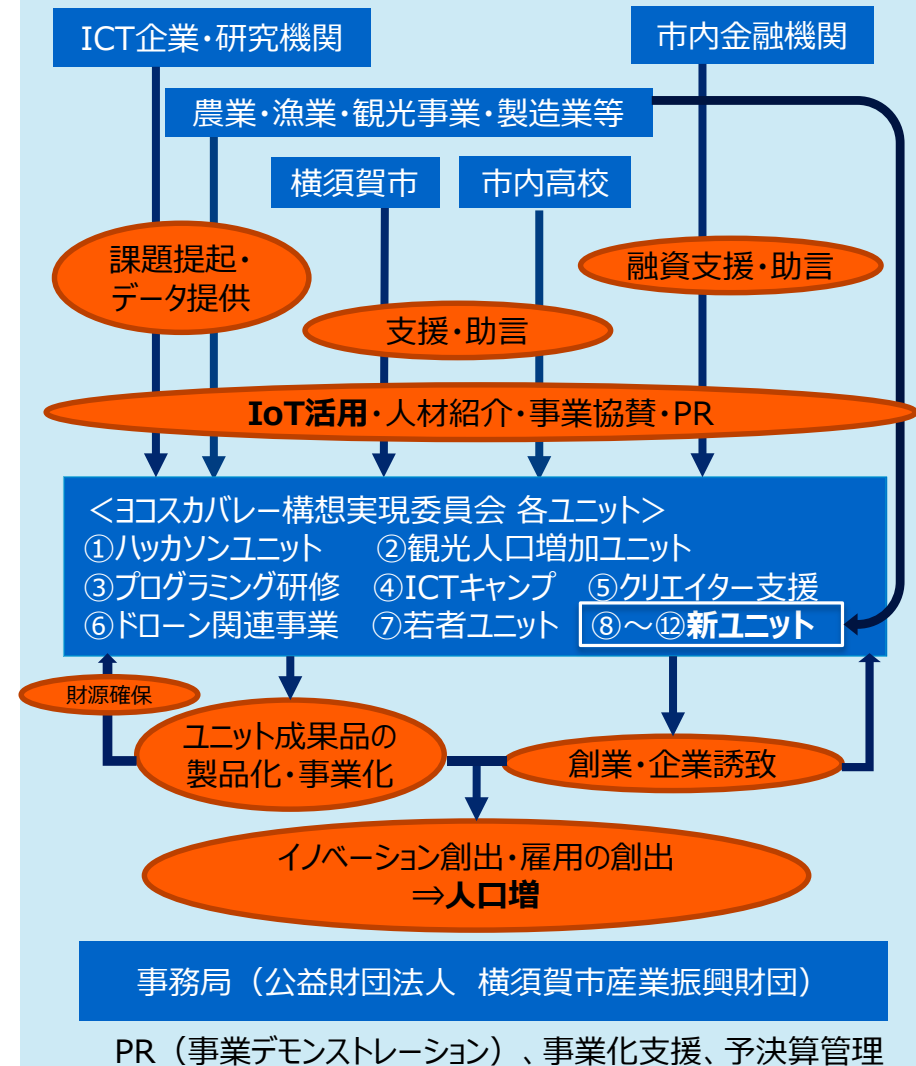 ICT企業・研究機関
市内金融機関
農業・漁業・観光事業・製造業等
横須賀市
市内高校
課題提起・
データ提供
融資支援・助言
支援・助言
IoT活用・人材紹介・事業協賛・PR
＜ヨコスカバレー構想実現委員会 各ユニット＞
①ハッカソンユニット ②観光人口増加ユニット
③プログラミング研修 ④ICTキャンプ ⑤クリエイター支援
⑥ドローン関連事業 ⑦若者ユニット ⑧～⑫新ユニット
財源確保
ユニット成果品の
製品化・事業化
創業・企業誘致
イノベーション創出・雇用の創出
⇒人口増
事務局（公益財団法人 横須賀市産業振興財団）
PR（事業デモンストレーション）、事業化支援、予決算管理